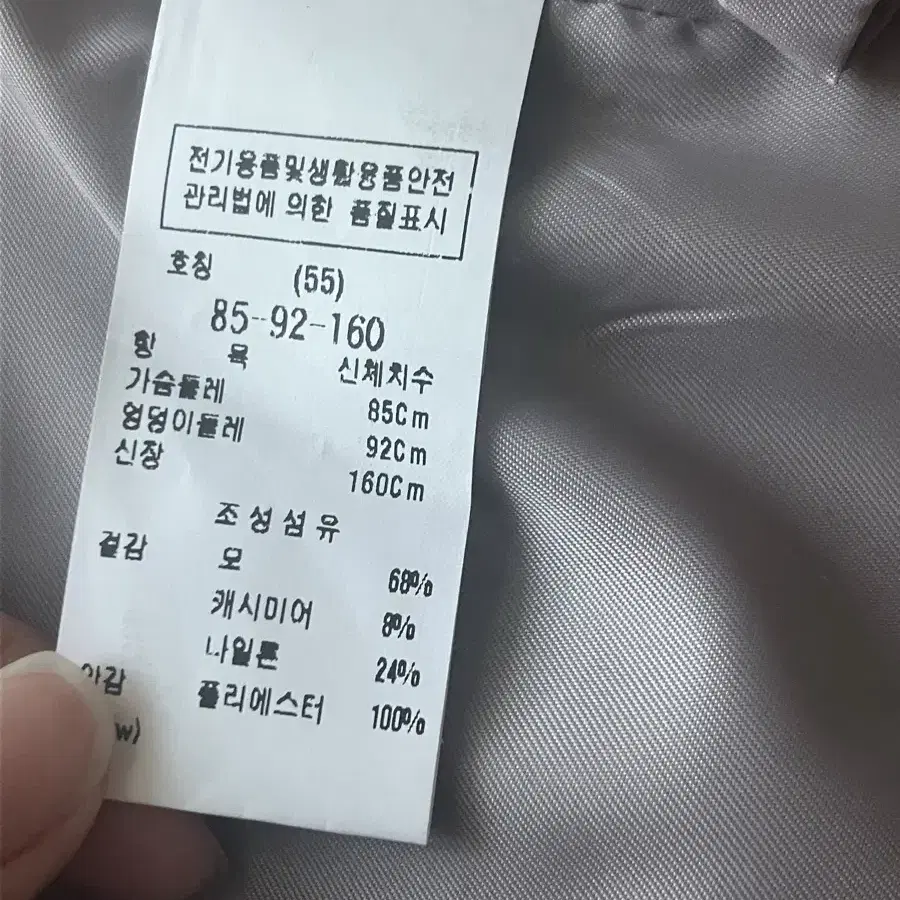 전기용품및생활용품안전
관리법에 의한 품질표시
호칭 (55)
85-92-160
항 목 신체치수
가슴둘레 85Cm
엉덩이둘레 92Cm
신장 160Cm
조성섬유
겉감 모 68%
캐시미어 8%
나일론 24%
안감 폴리에스터 100%
w)